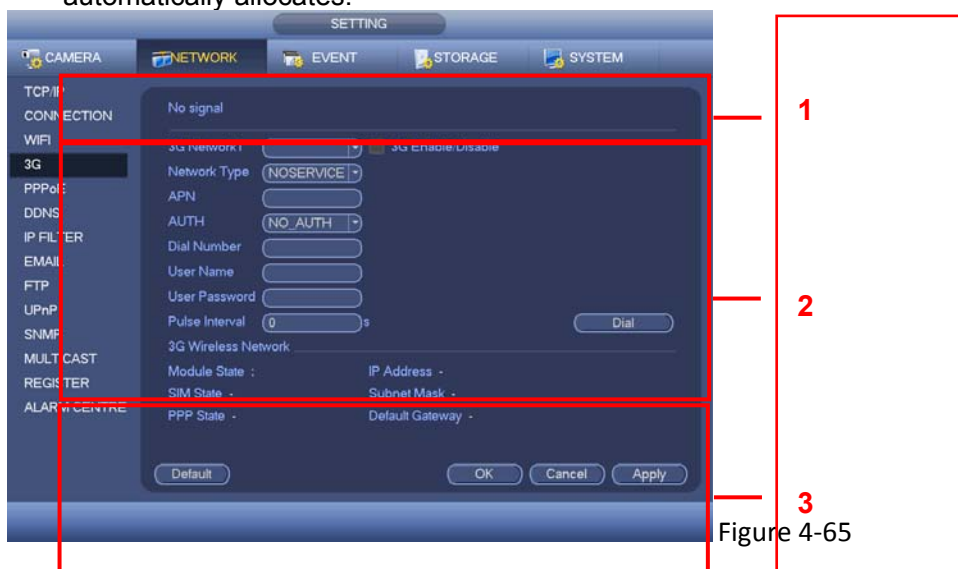 automatically allocates.
SETTING
CAMERA NETWORK EVENT STORAGE SYSTEM
TCP/IP
CONNECTION
WIFI
3G
PPPoE
DDNS
IP FILTER
EMAIL
FTP
UPnP
SNMP
MULTICAST
REGISTER
ALARM CENTRE
No signal
3G Network1 3G Enable/Disable
Network Type NOSERVICE
APN
AUTH NO_AUTH
Dial Number
User Name
User Password
Pulse Interval 0 s Dial
3G Wireless Network
Module State : IP Address -
SIM State - Subnet Mask -
PPP State - Default Gateway -
Default OK Cancel Apply
1
2
3
Figure 4-65